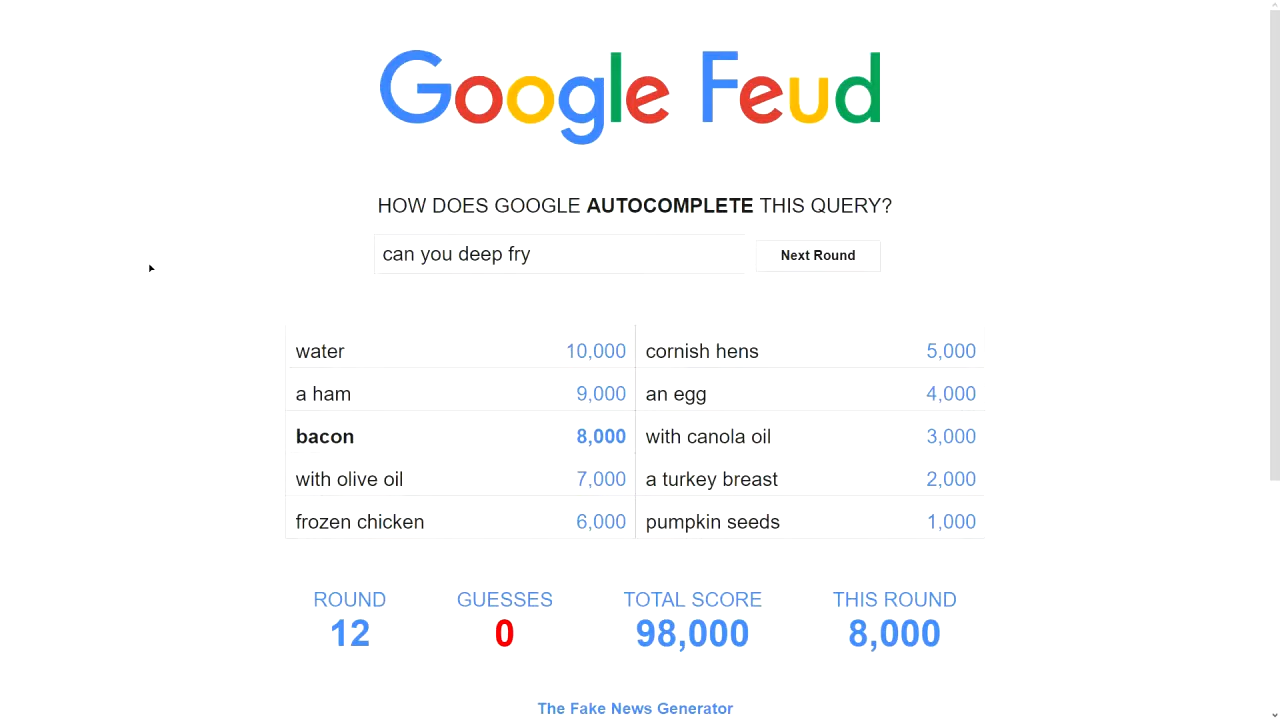 Google Feud
HOW DOES GOOGLE AUTOCOMPLETE THIS QUERY?
can you deep fry
Next Round
water 10,000
a ham 9,000
bacon 8,000
with olive oil 7,000
frozen chicken 6,000
cornish hens 5,000
an egg 4,000
with canola oil 3,000
a turkey breast 2,000
pumpkin seeds 1,000
ROUND
12
GUESSES
0
TOTAL SCORE
98,000
THIS ROUND
8,000
The Fake News Generator